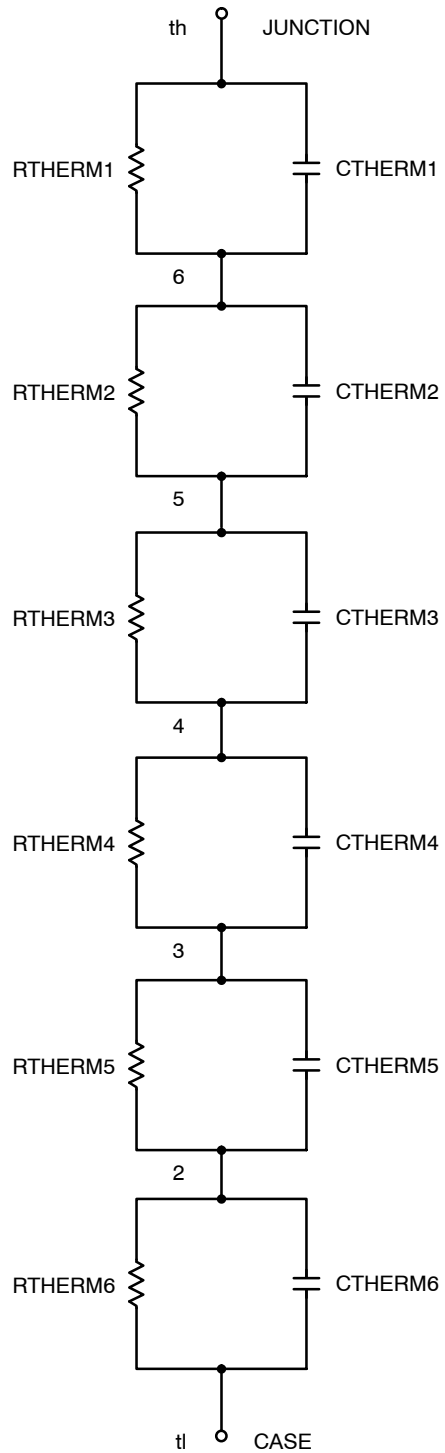 th JUNCTION
RTHERM1 CTHERM1
6
RTHERM2 CTHERM2
5
RTHERM3 CTHERM3
4
RTHERM4 CTHERM4
3
RTHERM5 CTHERM5
2
RTHERM6 CTHERM6
tl CASE